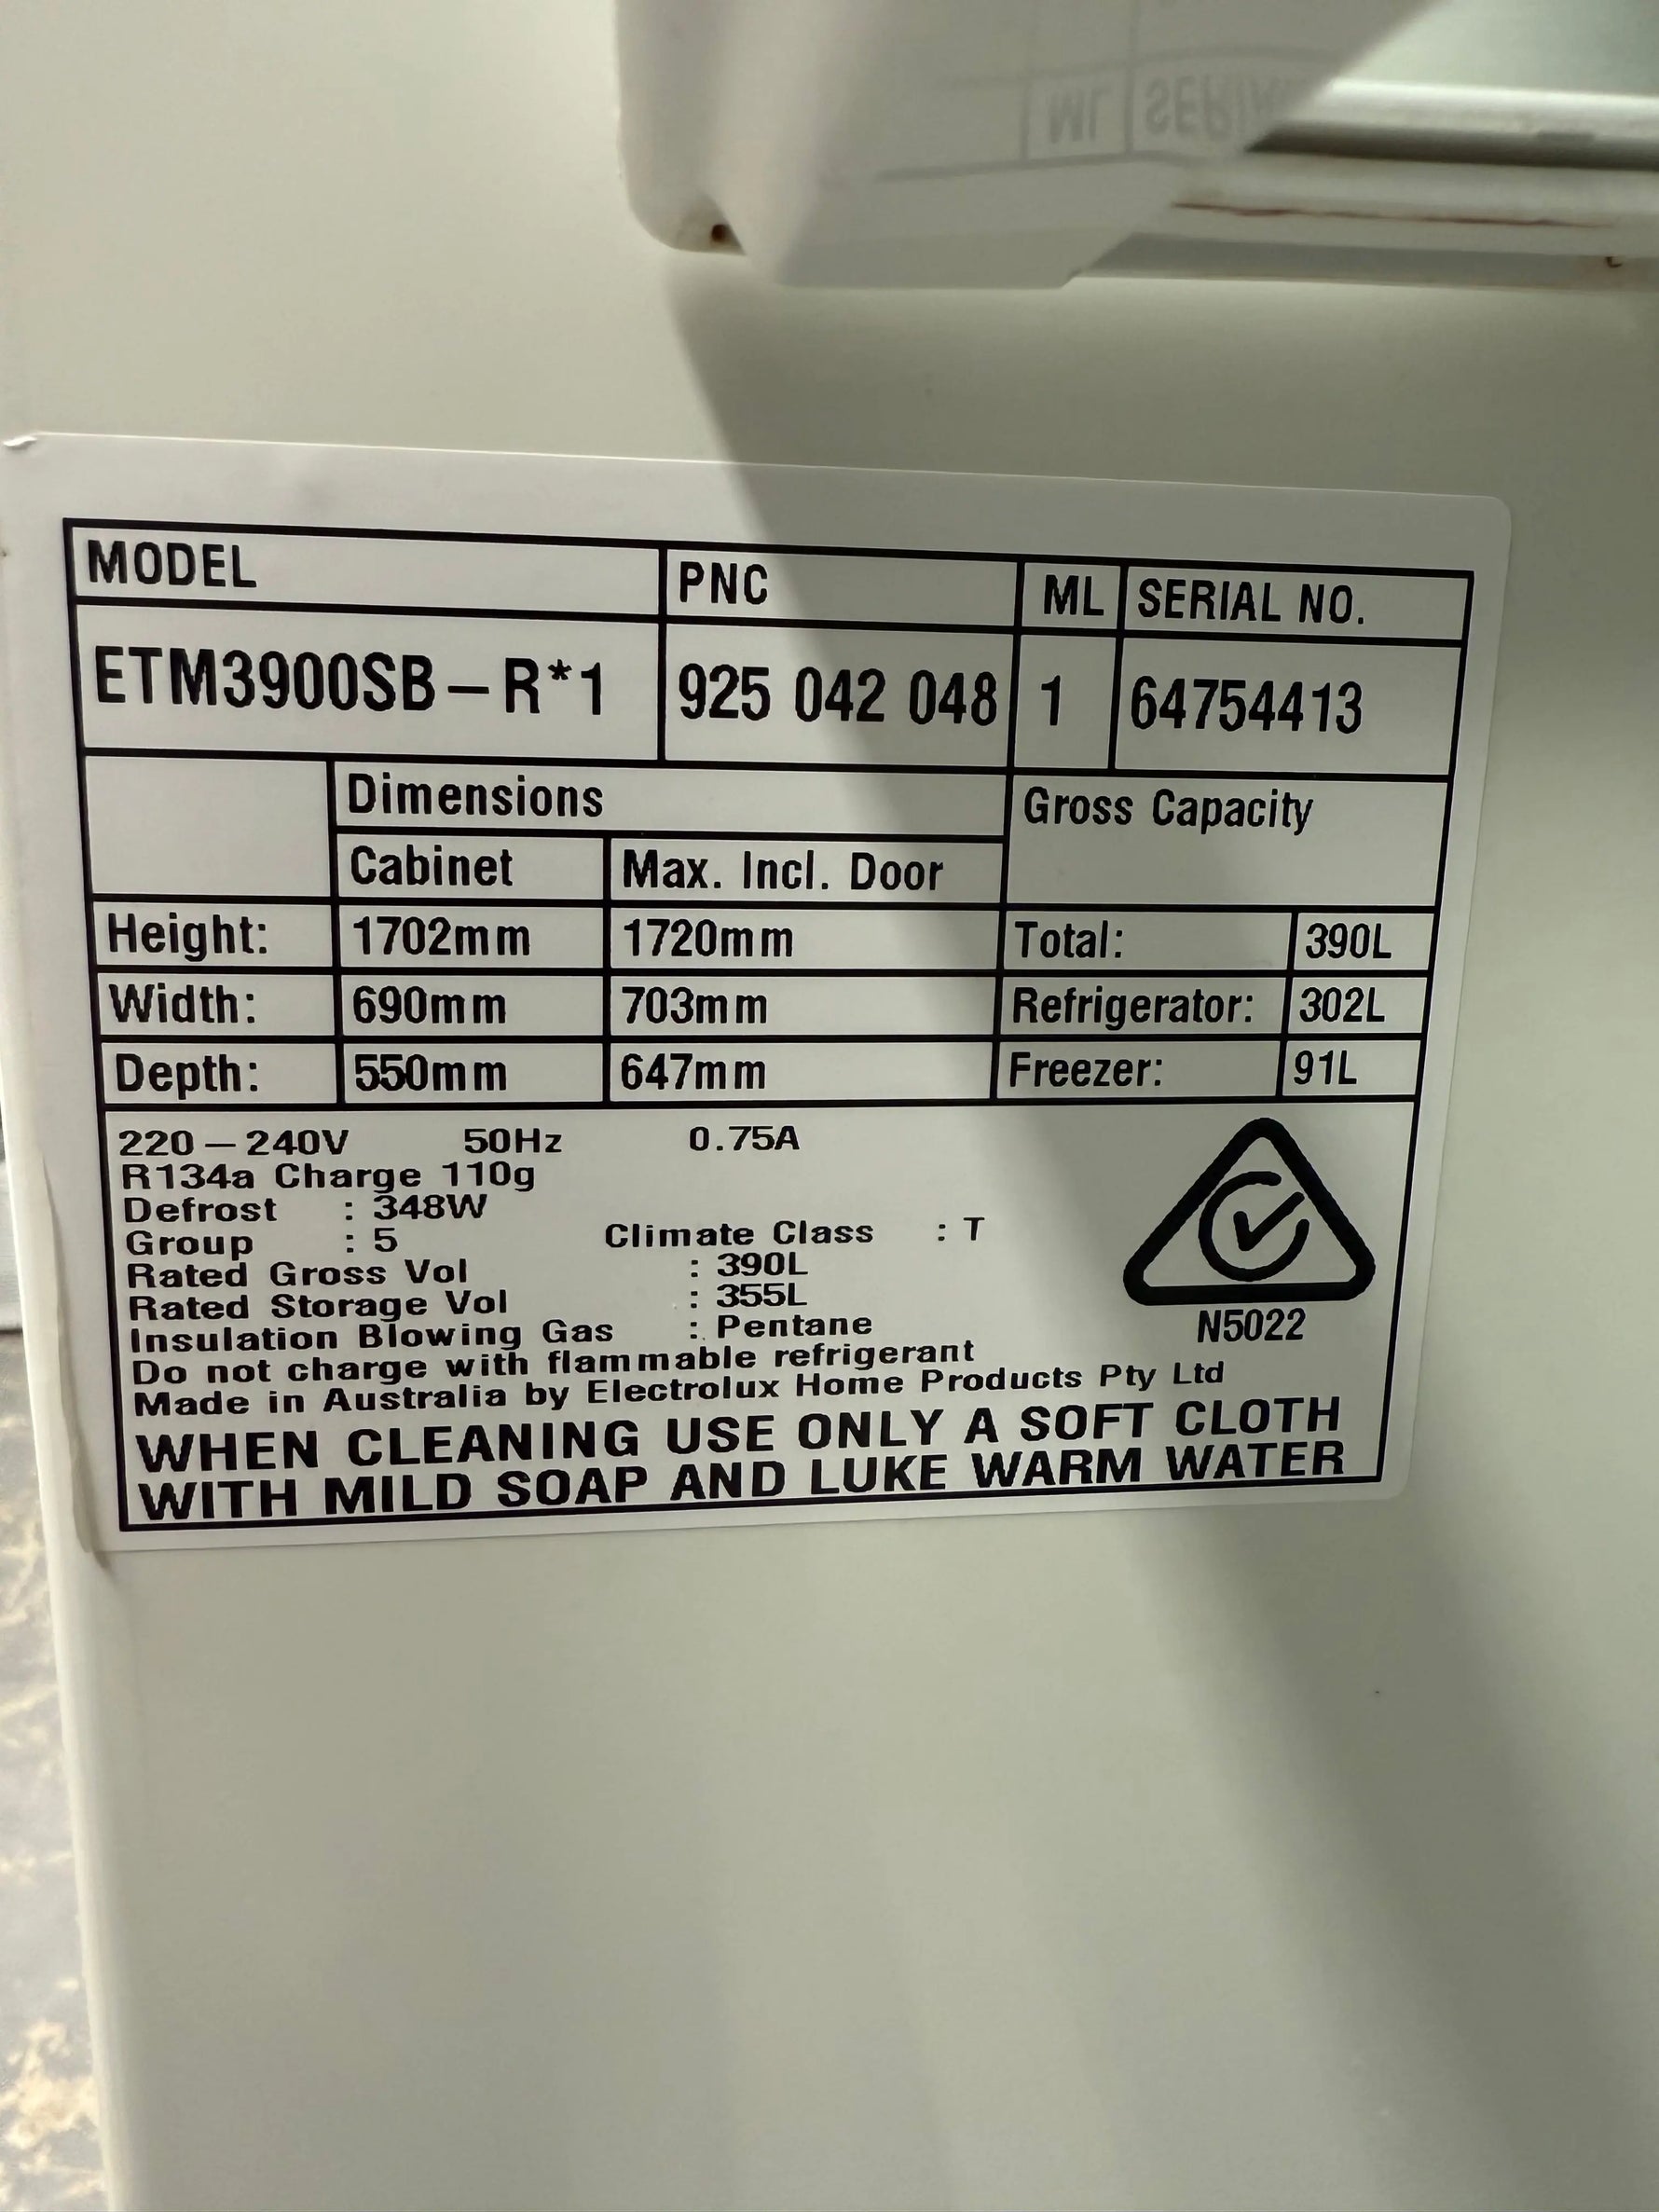 MODEL PNC ML SERIAL NO.
ETM3900SB-R*1 925 042 048 1 64754413
Dimensions Gross Capacity
Cabinet Max. Incl. Door
Height: 1702mm 1720mm Total: 390L
Width: 690mm 703mm Refrigerator: 302L
Depth: 550mm 647mm Freezer: 91L
220-240V 50Hz 0.75A
R134a Charge 110g
Defrost : 348W
Group : 5 Climate Class : T
Rated Gross Vol : 390L
Rated Storage Vol : 355L
Insulation Blowing Gas : Pentane
Do not charge with flammable refrigerant
Made in Australia by Electrolux Home Products Pty Ltd
N5022
WHEN CLEANING USE ONLY A SOFT CLOTH
WITH MILD SOAP AND LUKE WARM WATER